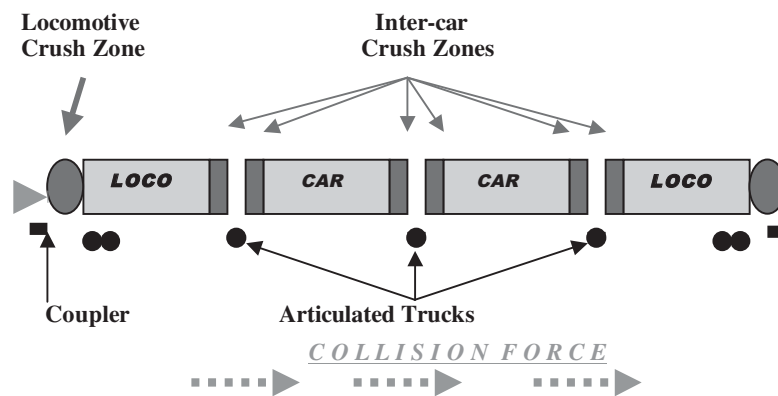 Locomotive
Crush Zone
Inter-car
Crush Zones
LOCO
CAR
CAR
LOCO
Coupler
Articulated Trucks
COLLISION FORCE